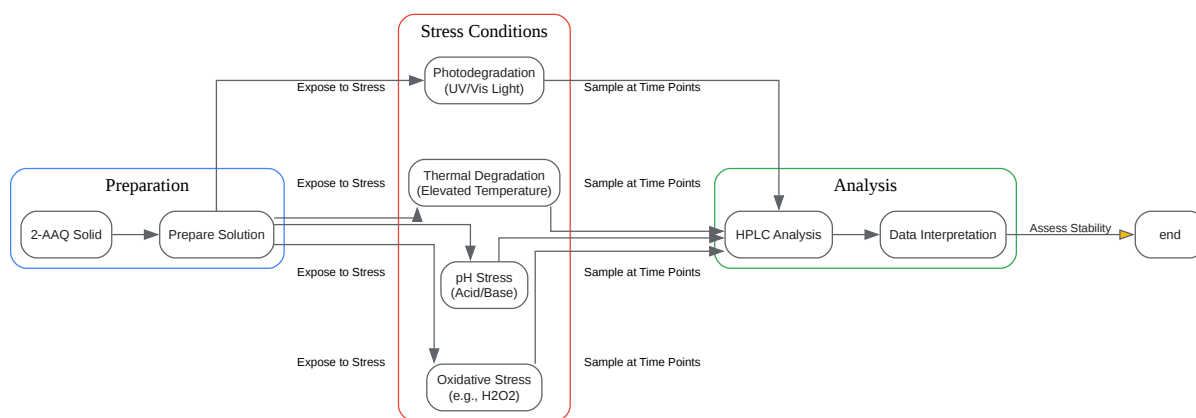 Stress Conditions
Photodegradation
(UV/Vis Light)
Expose to Stress
Sample at Time Points
Preparation
Expose to Stress
Thermal Degradation
(Elevated Temperature)
Sample at Time Points
Analysis
2-AAQ Solid
Prepare Solution
HPLC Analysis
Data Interpretation
Assess Stability
end
Expose to Stress
pH Stress
(Acid/Base)
Sample at Time Points
Expose to Stress
Oxidative Stress
(e.g., H2O2)
Sample at Time Points